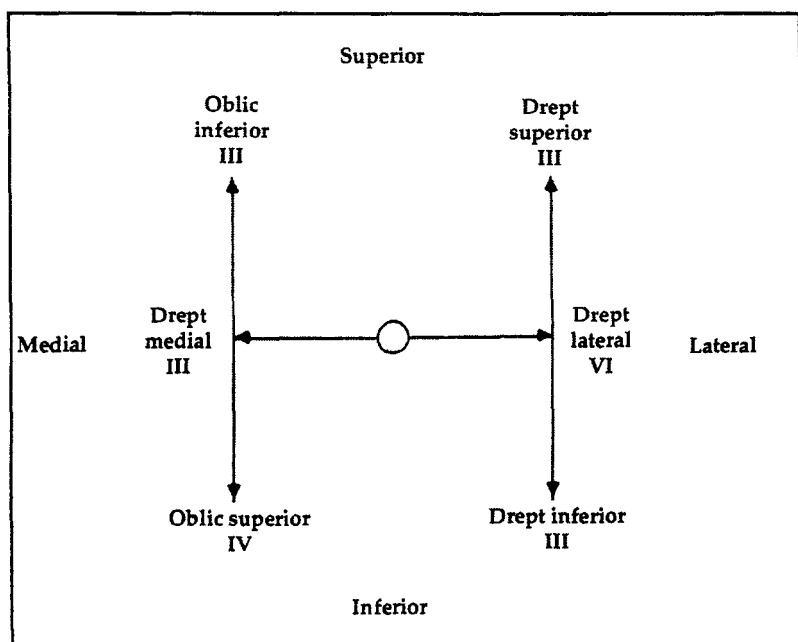 Superior
Oblic
inferior
III
Drept
superior
III
Medial
Drept
medial
III
Drept
lateral
VI
Lateral
Oblic superior
IV
Drept inferior
III
Inferior